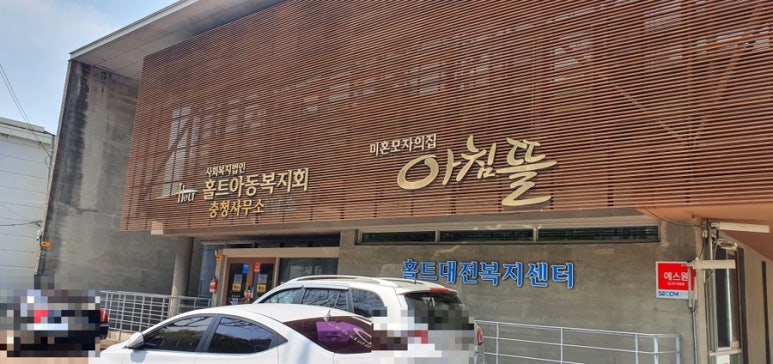 사회복지법인
Holt
홀트아동복지회
충청사무소
미혼모자의집
아침뜰
홀트대전복지센터
에스원
SECOM